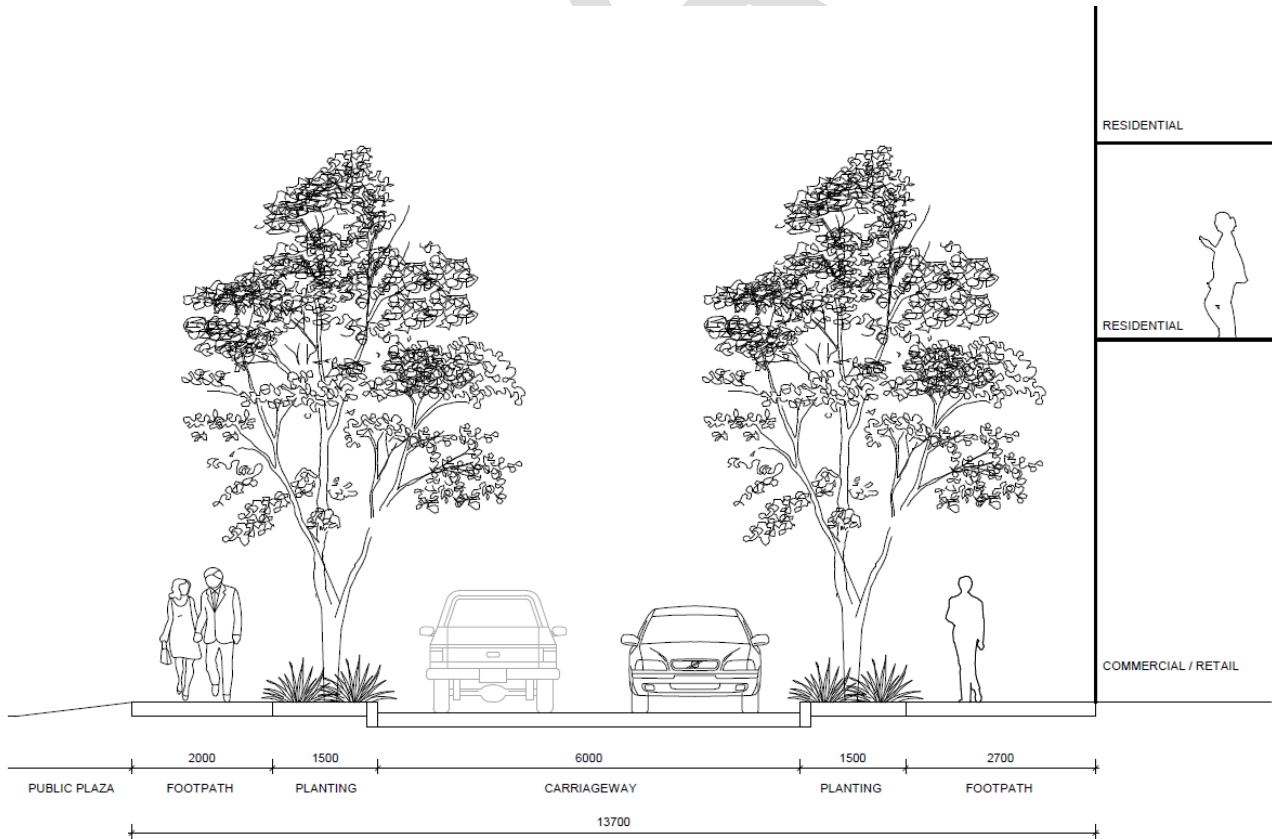 RESIDENTIAL
RESIDENTIAL
COMMERCIAL / RETAIL
2000 1500 6000 1500 2700
PUBLIC PLAZA FOOTPATH PLANTING CARRIAGEWAY PLANTING FOOTPATH
13700